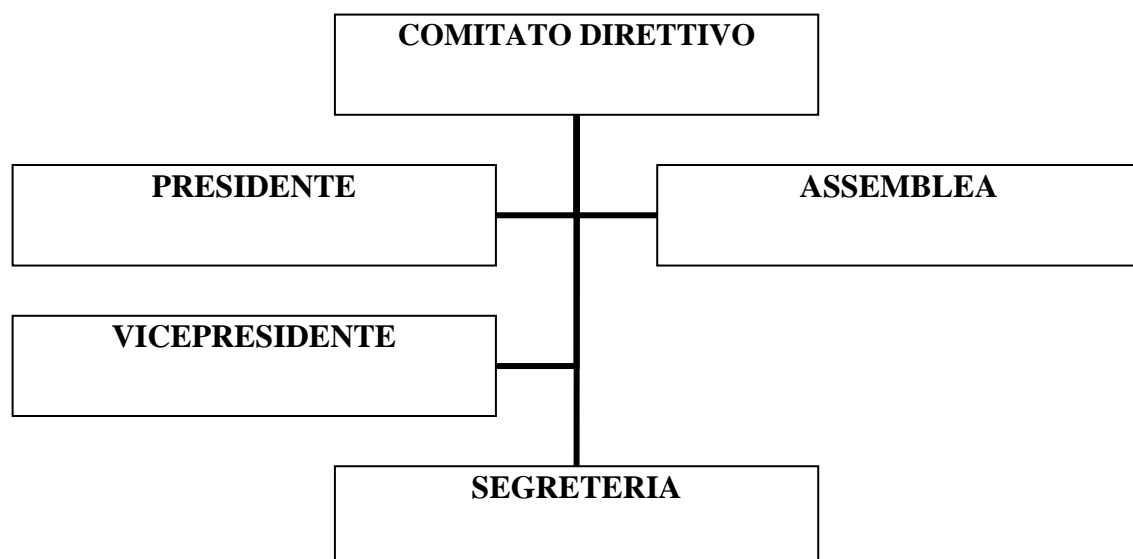 COMITATO DIRETTIVO
PRESIDENTE
ASSEMBLEA
VICEPRESIDENTE
SEGRETERIA